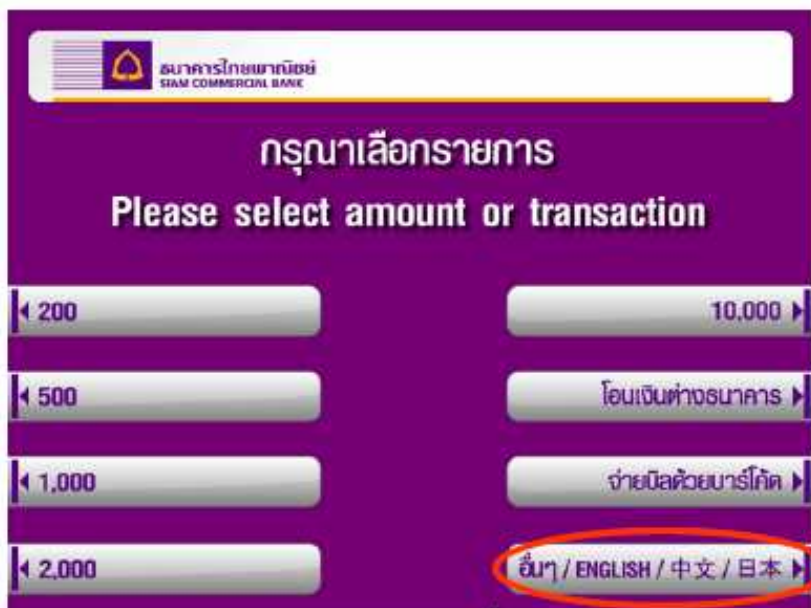 ธนาคารไทยพาณิชย์
SIAM COMMERCIAL BANK
กรุณาเลือกรายการ
Please select amount or transaction
200
10,000
500
โอนเงินต่างธนาคาร
1,000
จ่ายบิลด้วยบาร์โค้ด
2,000
อื่นๆ / ENGLISH / 中文 / 日本